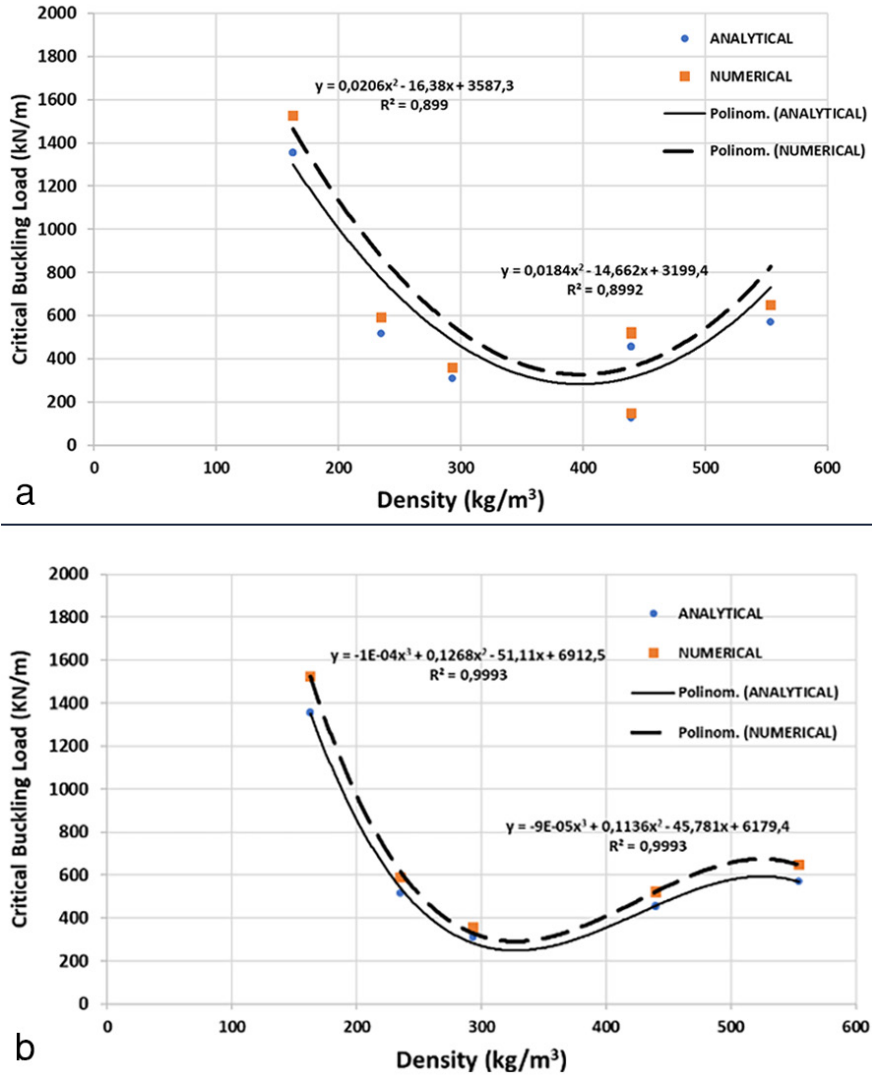 2000
1800
1600
1400
1200
1000
800
600
400
200
0
Critical Buckling Load (kN/m)
y = 0,0206x² - 16,38x + 3587,3
R² = 0,899
y = 0,0184x² - 14,662x + 3199,4
R² = 0,8992
ANALYTICAL
NUMERICAL
Polinom. (ANALYTICAL)
Polinom. (NUMERICAL)
0 100 200 300 400 500 600
Density (kg/m³)
a
2000
1800
1600
1400
1200
1000
800
600
400
200
0
Critical Buckling Load (KN/m)
y = -1E-04x³ + 0,1268x² - 51,11x + 6912,5
R² = 0,9993
y = -9E-05x³ + 0,1136x² - 45,781x + 6179,4
R² = 0,9993
ANALYTICAL
NUMERICAL
Polinom. (ANALYTICAL)
Polinom. (NUMERICAL)
0 100 200 300 400 500 600
Density (kg/m³)
b